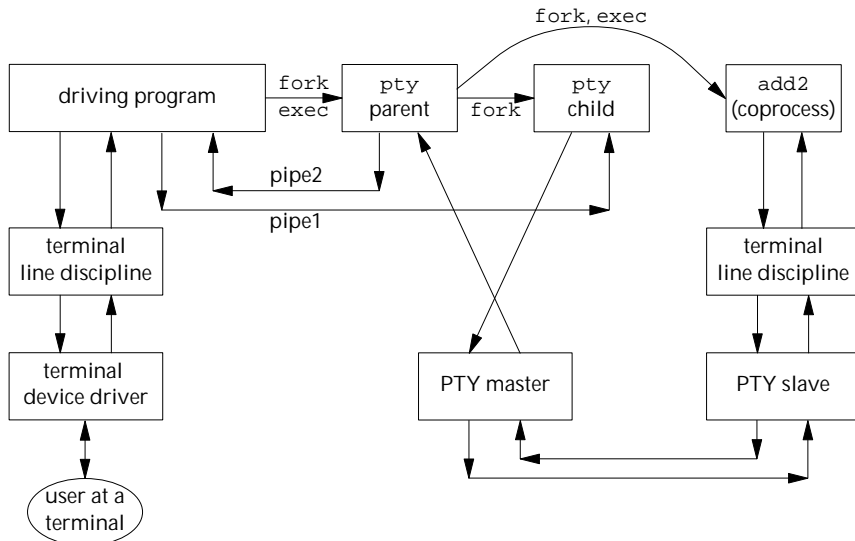 fork, exec
driving program
fork
exec
pty
parent
fork
pty
child
add2
(coprocess)
pipe2
pipe1
terminal
line discipline
terminal
line discipline
terminal
device driver
PTY master
PTY slave
user at a
terminal